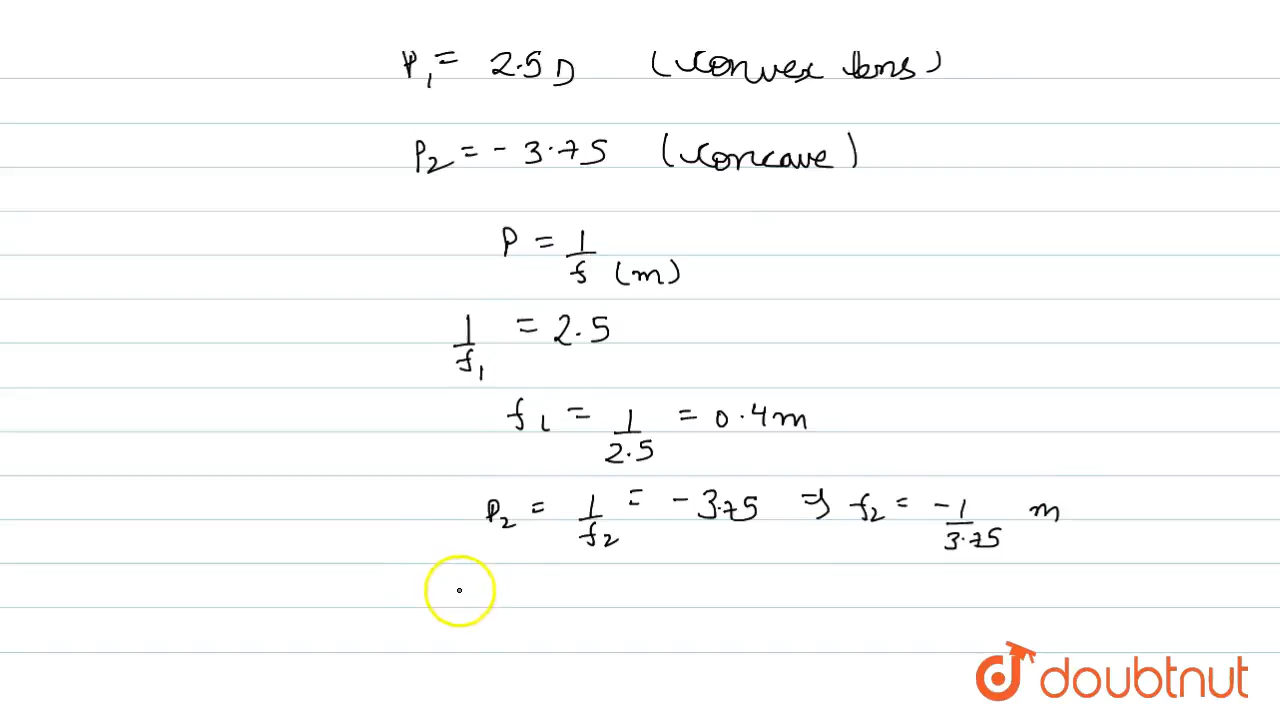 P₁ = 2.5 D (convex lens)
P₂ = - 3.75 (concave)
P = 1/f (m)
1/f₁ = 2.5
f₁ = 1/2.5 = 0.4m
P₂ = 1/f₂ = - 3.75 ⇒ f₂ = -1/3.75 m
doubtnut